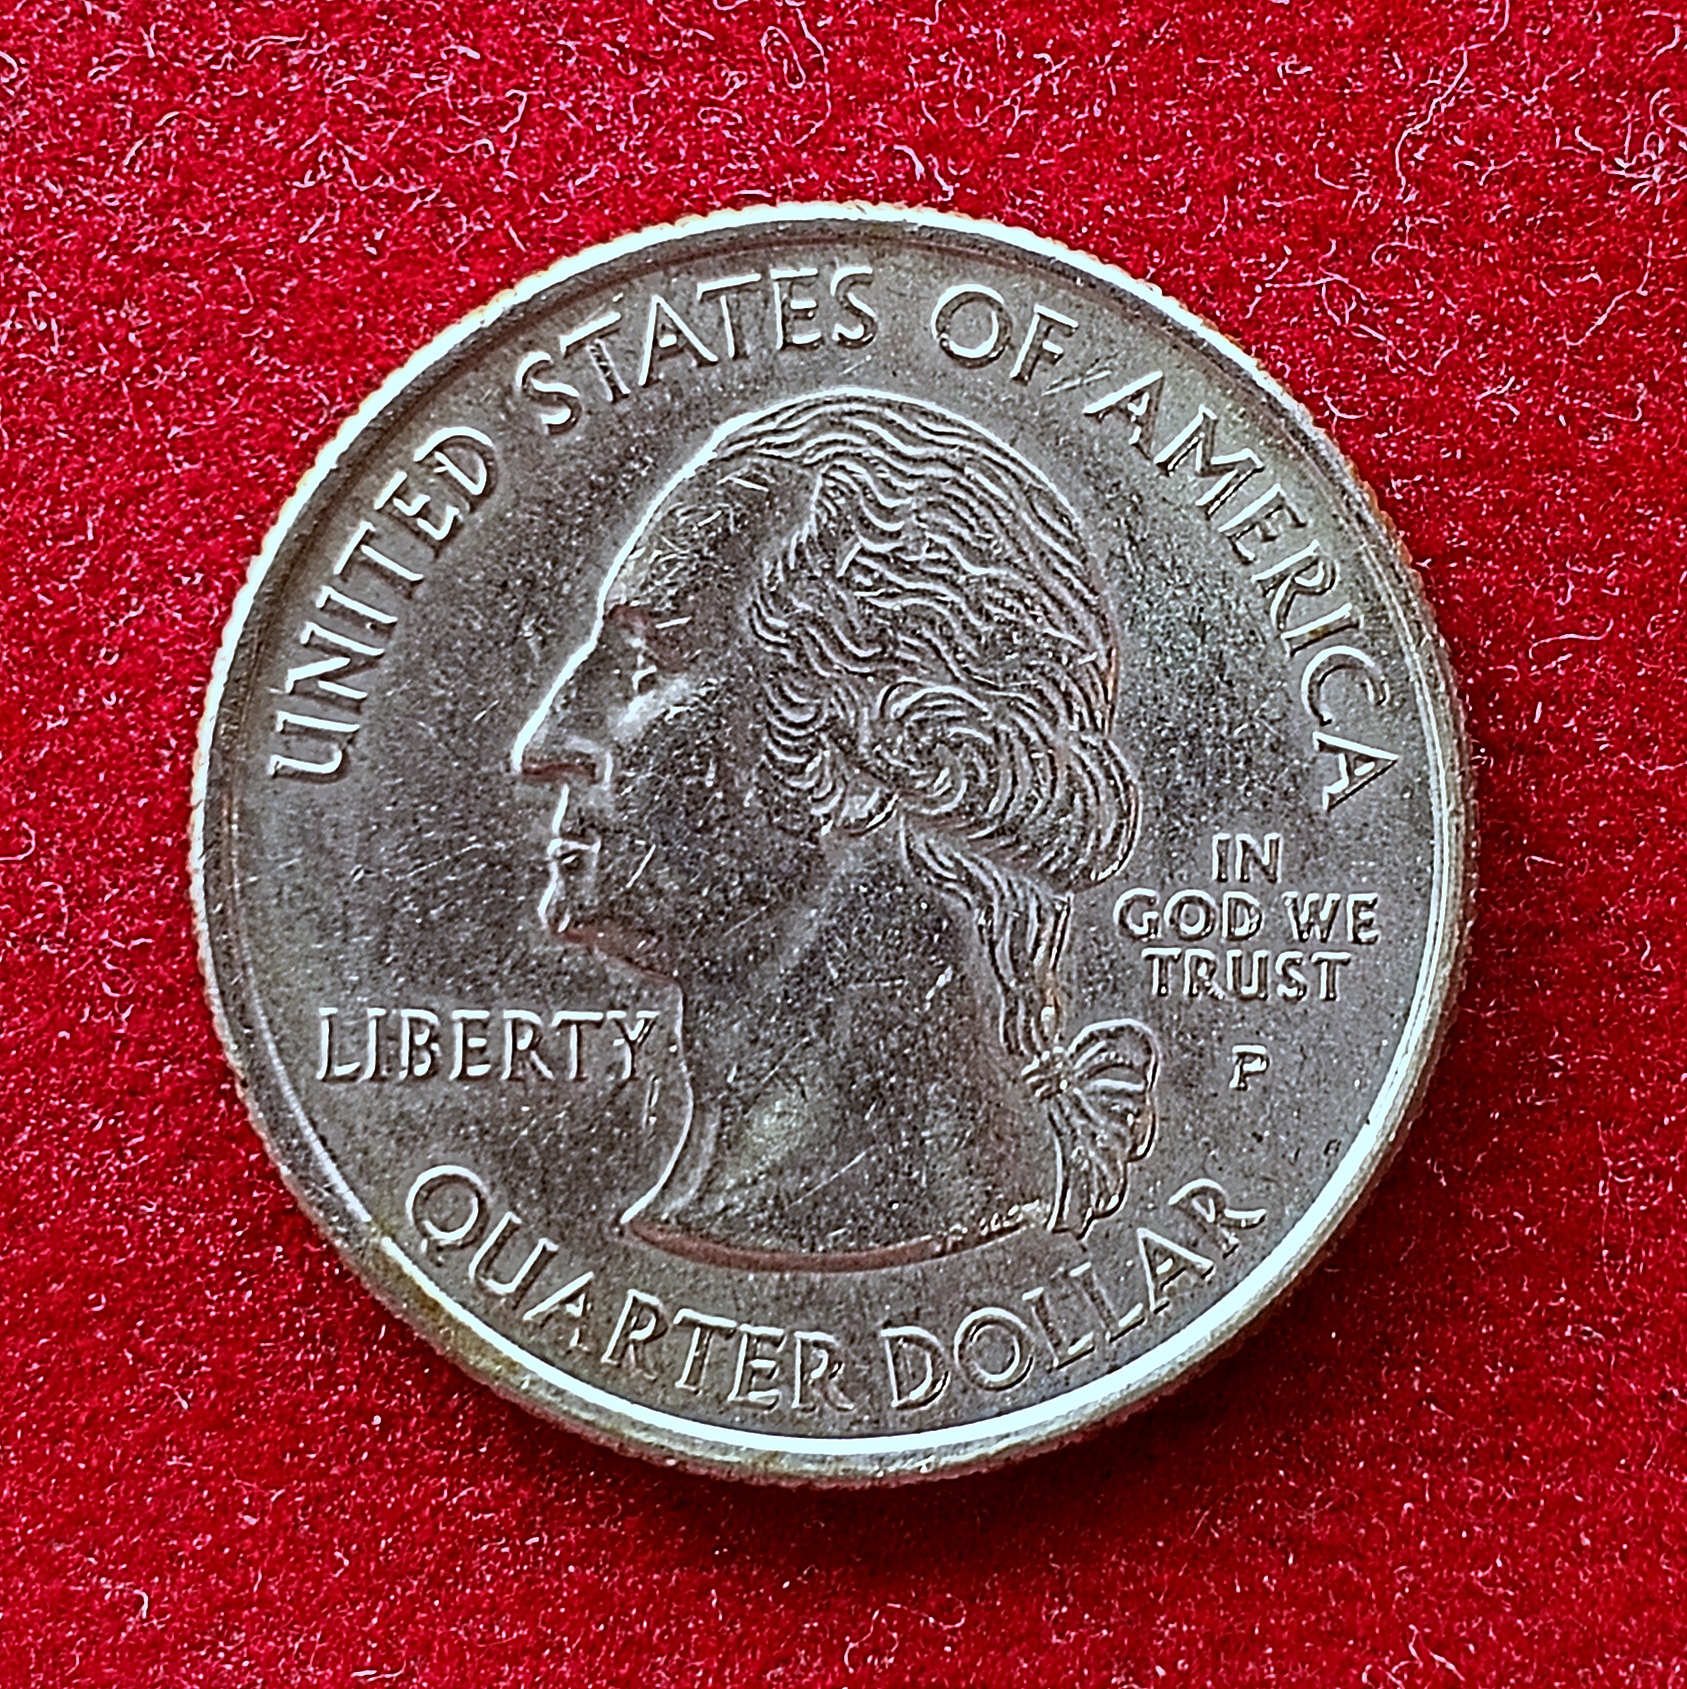 UNITED STATES OF AMERICA
LIBERTY
IN
GOD WE
TRUST
P
QUARTER DOLLAR